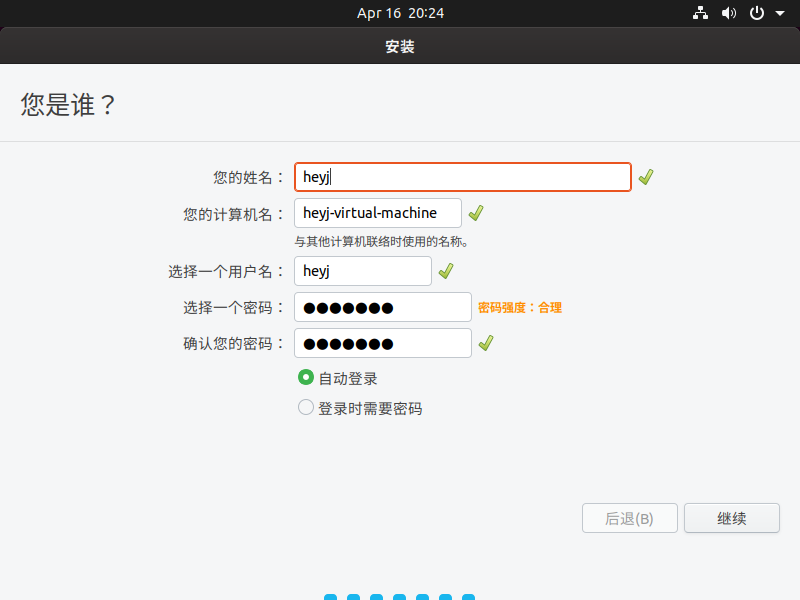 Apr 16 20:24
安装
您是谁？
您的姓名： heyj
您的计算机名： heyj-virtual-machine
与其他计算机联络时使用的名称。
选择一个用户名： heyj
选择一个密码： ●●●●●●● 密码强度：合理
确认您的密码： ●●●●●●●
自动登录
登录时需要密码
后退(B) 继续